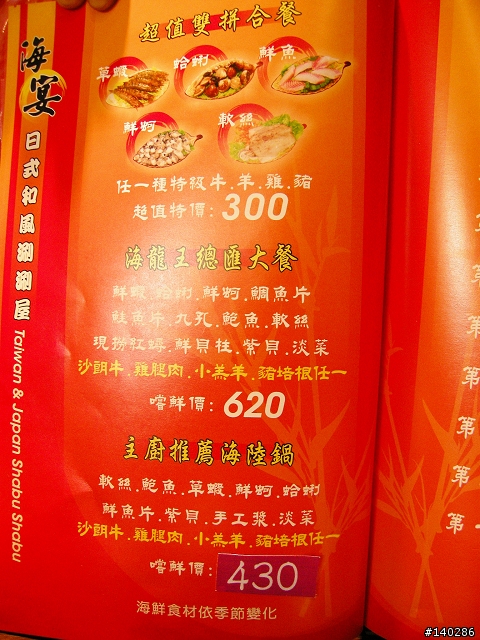 超值雙拼合餐
草蝦
蛤蜊
鮮魚
鮮蚵
軟絲
任一種特級牛.羊.雞.豬
超值特價: 300
海龍王總匯大餐
鮮蝦.蛤蜊.鮮蚵.鯛魚片
鮭魚片.九孔.鮑魚.軟絲
現撈紅蟳.鮮貝柱.紫貝.淡菜
沙朗牛.雞腿肉.小羔羊.豬培根任一
嚐鮮價: 620
主廚推薦海陸鍋
軟絲.鮑魚.草蝦.鮮蚵.蛤蜊
鮮魚片.紫貝.手工漿.淡菜
沙朗牛.雞腿肉.小羔羊.豬培根任一
嚐鮮價: 430
海鮮食材依季節變化
海宴
日式和風涮涮屋
Taiwan & Japan Shabu Shabu
第
第
第
第
第
第一
#140286